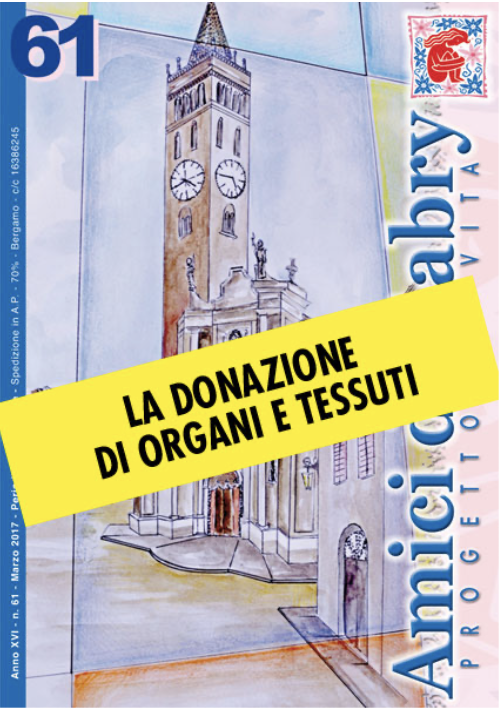 61
LA DONAZIONE
DI ORGANI E TESSUTI
Amici d abry
PROGETTO VITA
Anno XVI - n. 61 - Marzo 2017 - Peri
Spedizione in A.P. - 70% - Bergamo - c/c 16386245